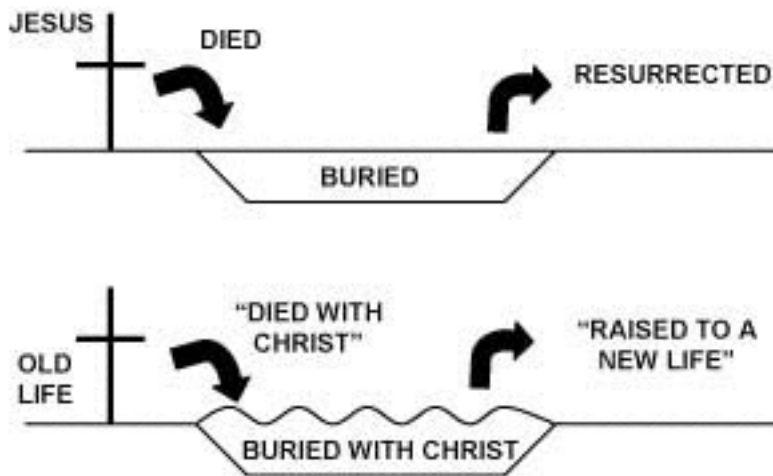 JESUS
DIED
RESURRECTED
BURIED
“DIED WITH
CHRIST”
“RAISED TO A
NEW LIFE”
OLD
LIFE
BURIED WITH CHRIST